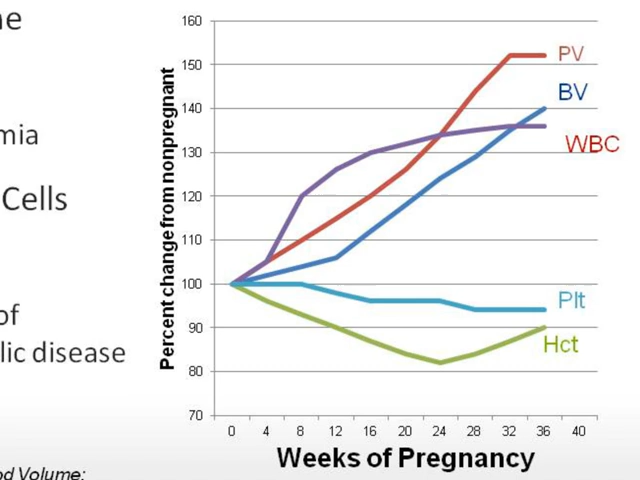 ne
mia
Cells
of
lic disease
od Volume:
Percent change from nonpregnant
160
150
140
130
120
110
100
90
80
70
PV
BV
WBC
Plt
Hct
0 4 8 12 16 20 24 28 32 36 40
Weeks of Pregnancy